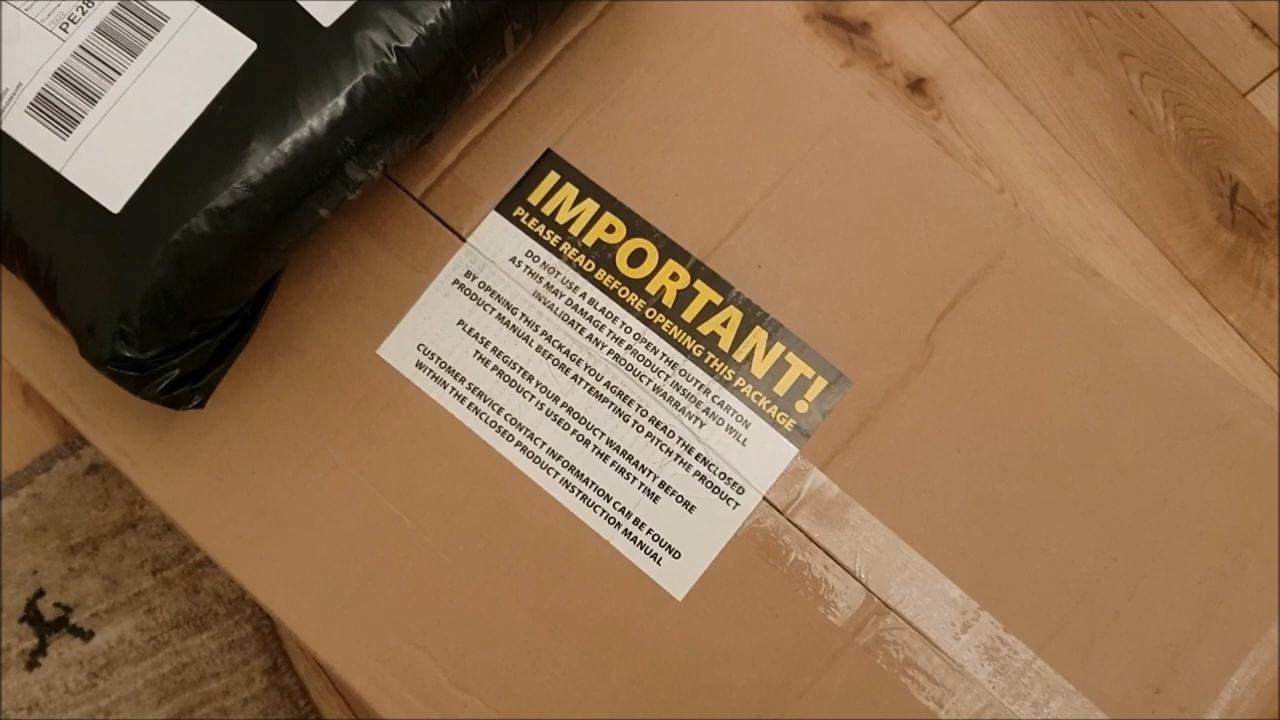 PE28
IMPORTANT!
PLEASE READ BEFORE OPENING THIS PACKAGE
DO NOT USE A BLADE TO OPEN THE OUTER CARTON
AS THIS MAY DAMAGE THE PRODUCT INSIDE AND WILL
INVALIDATE ANY PRODUCT WARRANTY
BY OPENING THIS PACKAGE YOU AGREE TO READ THE ENCLOSED
PRODUCT MANUAL BEFORE ATTEMPTING TO PITCH THE PRODUCT
PLEASE REGISTER YOUR PRODUCT WARRANTY BEFORE
THE PRODUCT IS USED FOR THE FIRST TIME
CUSTOMER SERVICE CONTACT INFORMATION CAN BE FOUND
WITHIN THE ENCLOSED PRODUCT INSTRUCTION MANUAL